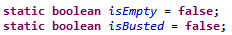 static boolean isEmpty = false;
static boolean isBusted = false;